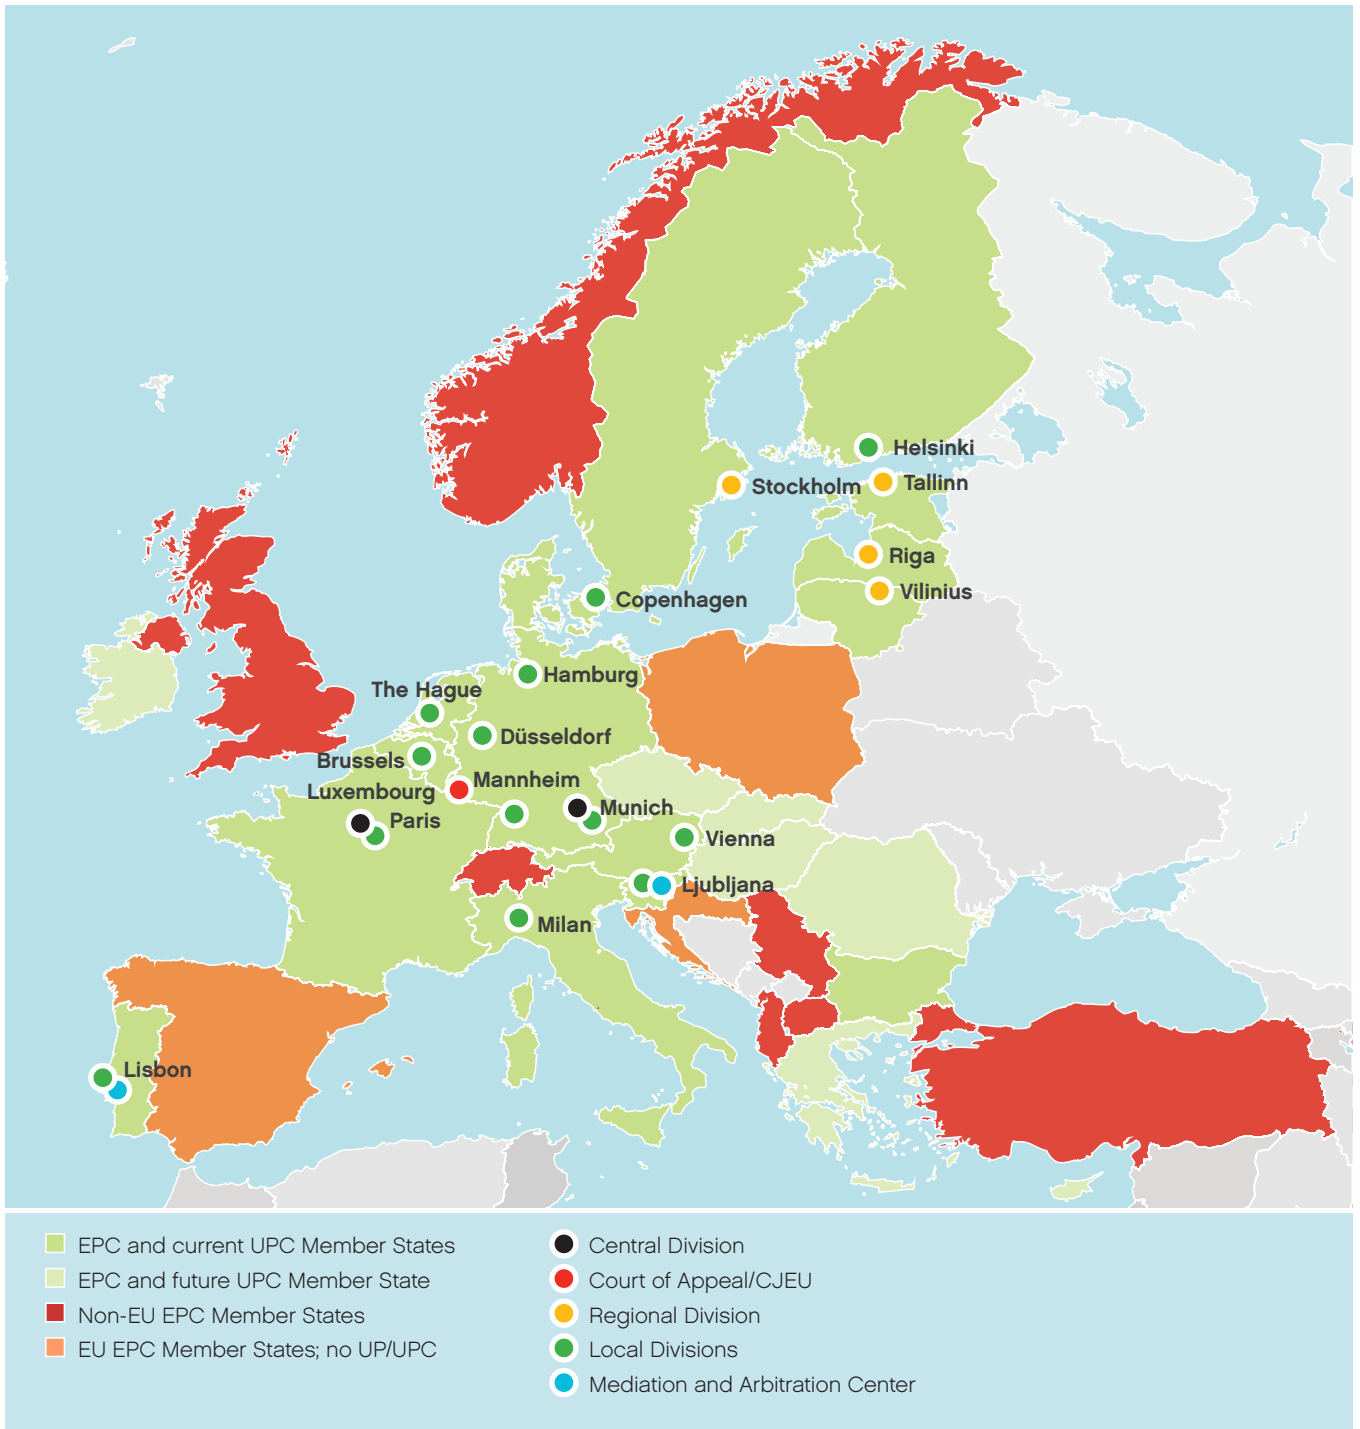 Helsinki
Tallinn
Stockholm
Riga
Vilinius
Copenhagen
Hamburg
The Hague
Düsseldorf
Brussels
Mannheim
Luxembourg
Munich
Paris
Vienna
Ljubljana
Milan
Lisbon
EPC and current UPC Member States
EPC and future UPC Member State
Non-EU EPC Member States
EU EPC Member States; no UP/UPC
Central Division
Court of Appeal/CJEU
Regional Division
Local Divisions
Mediation and Arbitration Center